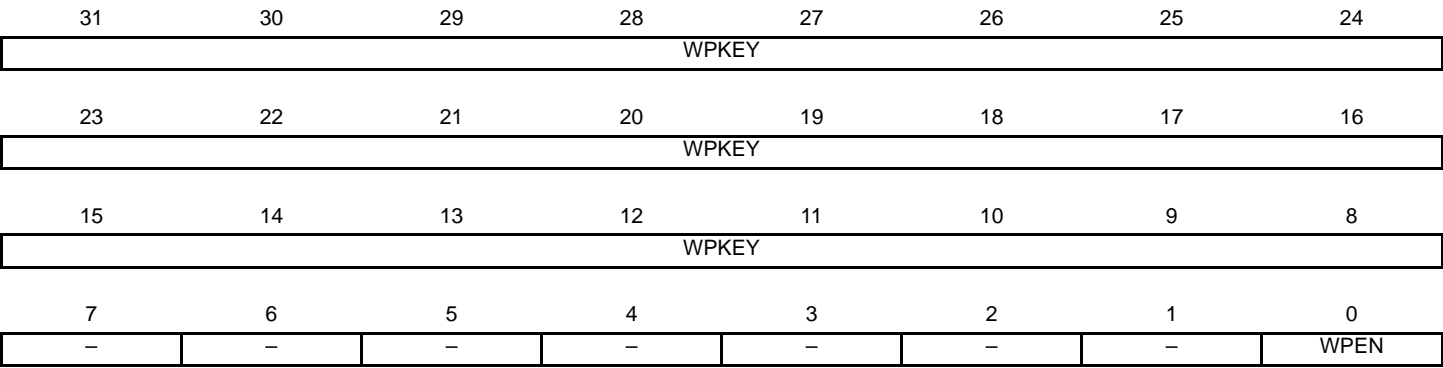 31 30 29 28 27 26 25 24
WPKEY
23 22 21 20 19 18 17 16
WPKEY
15 14 13 12 11 10 9 8
WPKEY
7 6 5 4 3 2 1 0
– – – – – – – WPEN